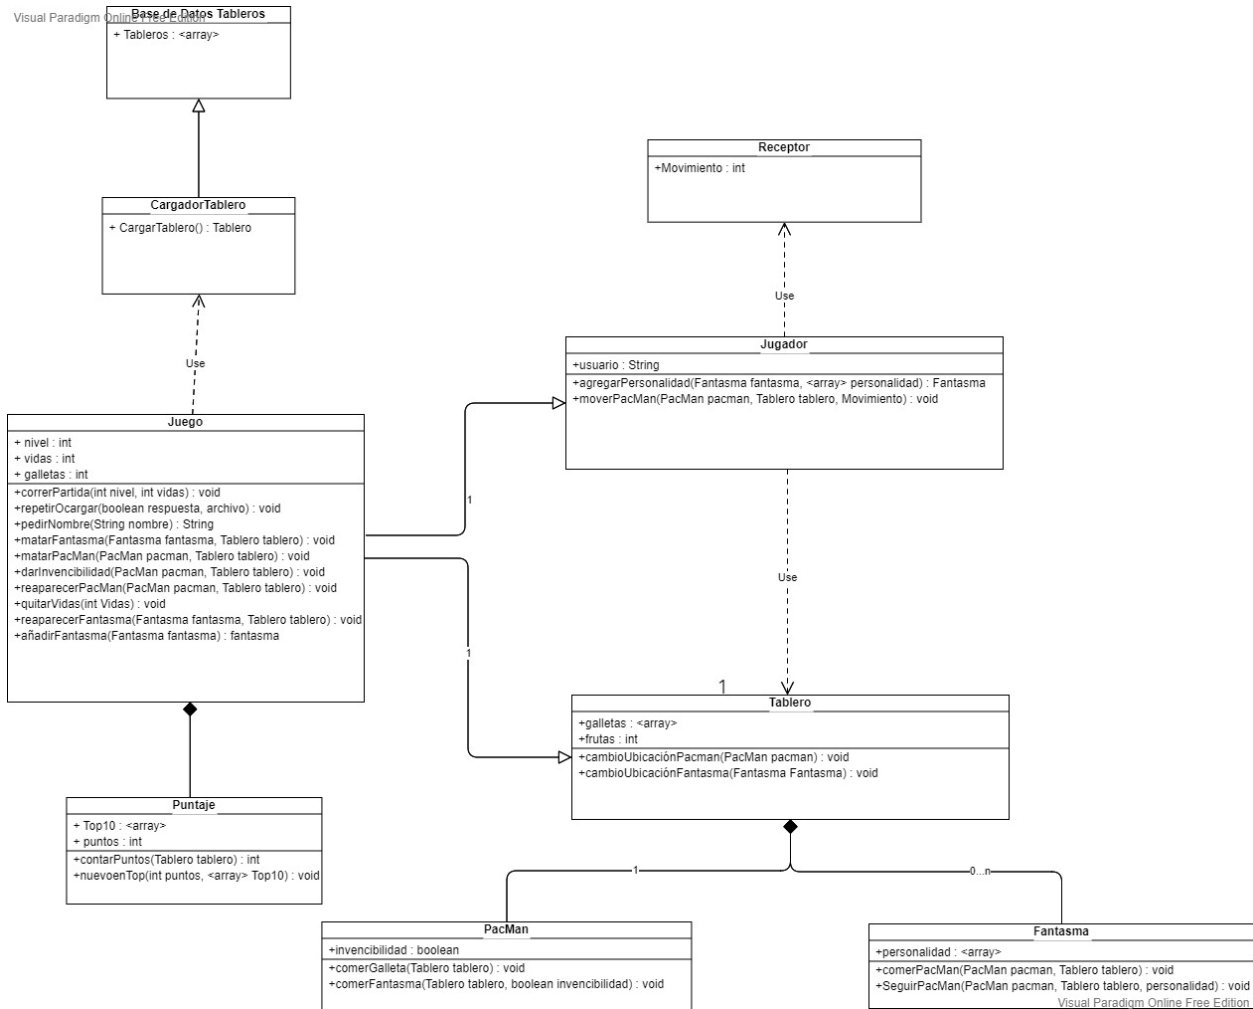 Visual Paradigm Online Free Edition
Base de Datos Tableros
+ Tableros : <array>
Receptor
+Movimiento : int
CargadorTablero
+ CargarTablero() : Tablero
Use
Use
Jugador
+usuario : String
+agregarPersonalidad(Fantasma fantasma, <array> personalidad) : Fantasma
+moverPacMan(PacMan pacman, Tablero tablero, Movimiento) : void
Juego
+ nivel : int
+ vidas : int
+ galletas : int
+correrPartida(int nivel, int vidas) : void
+repetirOcargar(boolean respuesta, archivo) : void
+pedirNombre(String nombre) : String
+matarFantasma(Fantasma fantasma, Tablero tablero) : void
+matarPacMan(PacMan pacman, Tablero tablero) : void
+darInvencibilidad(PacMan pacman, Tablero tablero) : void
+reaparecerPacMan(PacMan pacman, Tablero tablero) : void
+quitarVidas(int Vidas) : void
+reaparecerFantasma(Fantasma fantasma, Tablero tablero) : void
+añadirFantasma(Fantasma fantasma) : fantasma
1
Use
1
1
Tablero
+galletas : <array>
+frutas : int
+cambioUbicaciónPacman(PacMan pacman) : void
+cambioUbicaciónFantasma(Fantasma Fantasma) : void
Puntaje
+ Top10 : <array>
+ puntos : int
+contarPuntos(Tablero tablero) : int
+nuevoenTop(int puntos, <array> Top10) : void
1
0...n
PacMan
+invencibilidad : boolean
+comerGalleta(Tablero tablero) : void
+comerFantasma(Tablero tablero, boolean invencibilidad) : void
Fantasma
+personalidad : <array>
+comerPacMan(PacMan pacman, Tablero tablero) : void
+SeguirPacMan(PacMan pacman, Tablero tablero, personalidad) : void
Visual Paradigm Online Free Edition